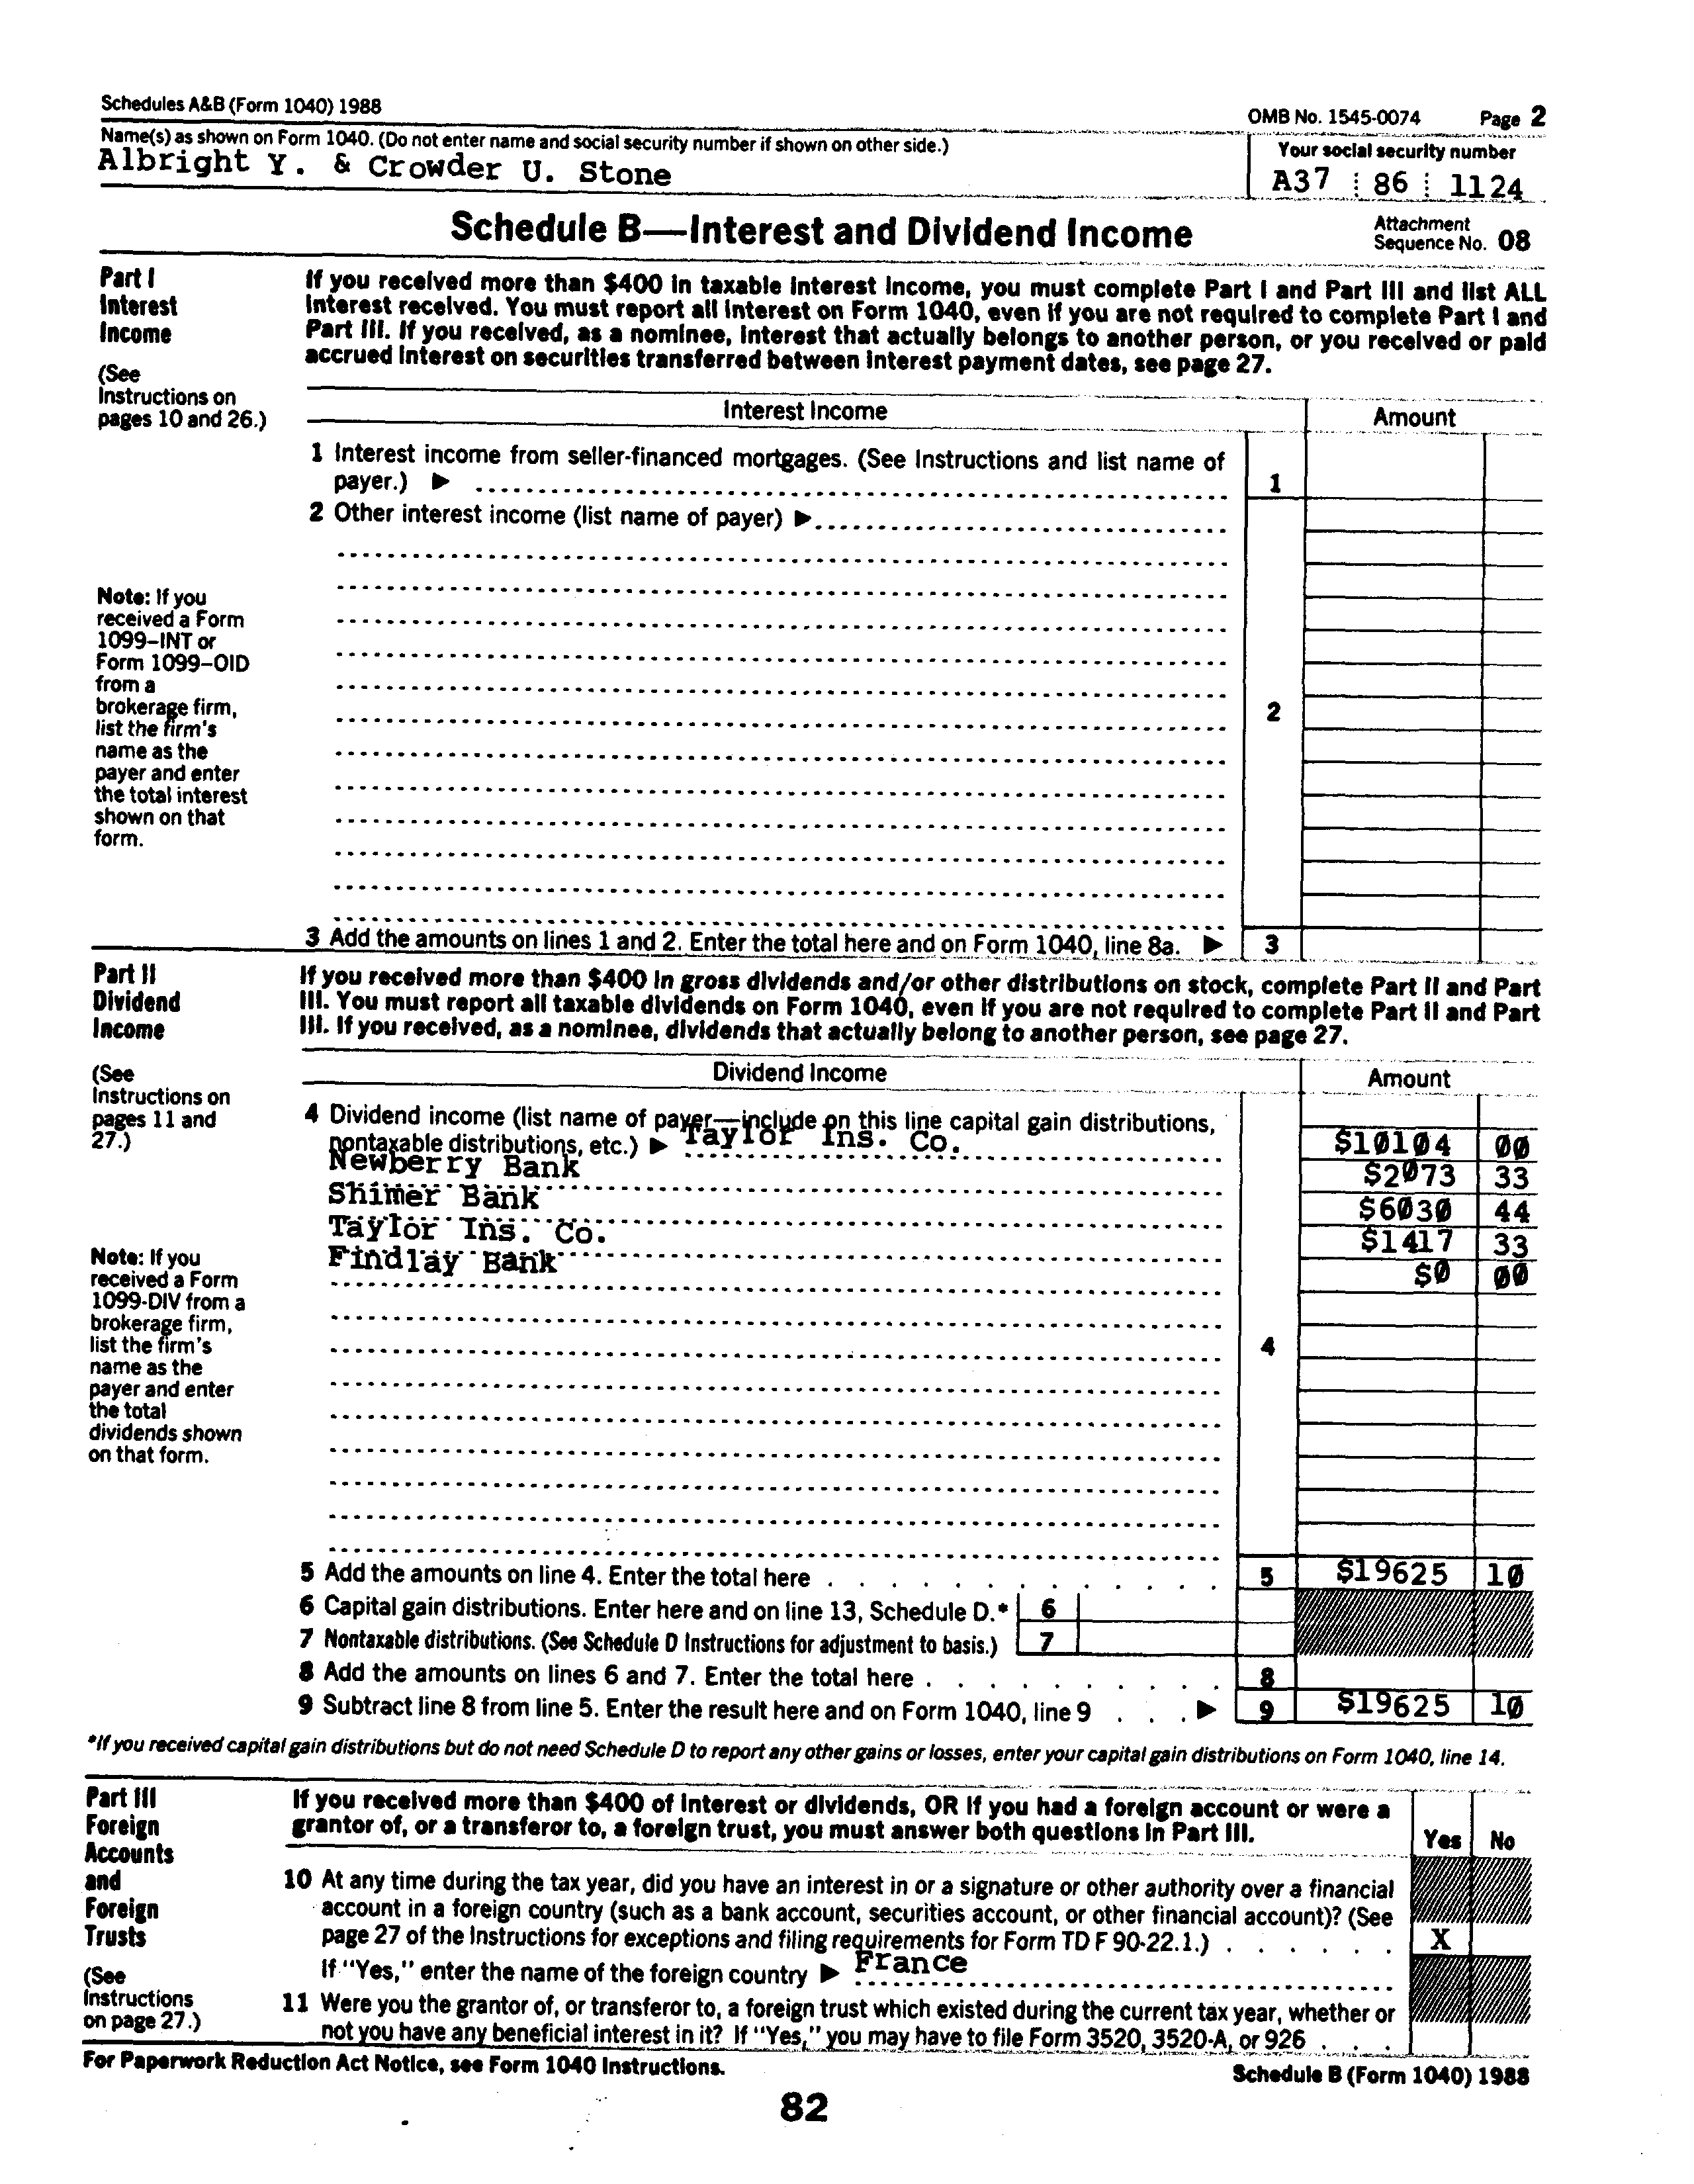 Schedules A&B (Form 1040) 1988
OMB No. 1545-0074 Page 2
Name(s) as shown on Form 1040. (Do not enter name and social security number if shown on other side.)
Your social security number
Albright Y. & Crowder U. Stone
A37 86 1124
Schedule B—Interest and Dividend Income
Attachment
Sequence No. 08
Part I
Interest
Income
(See
Instructions on
pages 10 and 26.)
If you received more than $400 in taxable interest income, you must complete Part I and Part III and list ALL
interest received. You must report all interest on Form 1040, even if you are not required to complete Part I and
Part III. If you received, as a nominee, interest that actually belongs to another person, or you received or paid
accrued interest on securities transferred between interest payment dates, see page 27.
Interest Income
Amount
1 Interest income from seller-financed mortgages. (See Instructions and list name of
payer.) ▶
1
2 Other interest income (list name of payer) ▶
Note: If you
received a Form
1099–INT or
Form 1099–OID
from a
brokerage firm,
list the firm's
name as the
payer and enter
the total interest
shown on that
form.
2
3 Add the amounts on lines 1 and 2. Enter the total here and on Form 1040, line 8a. ▶ 3
Part II
Dividend
Income
(See
Instructions on
pages 11 and
27.)
If you received more than $400 in gross dividends and/or other distributions on stock, complete Part II and Part
III. You must report all taxable dividends on Form 1040, even if you are not required to complete Part II and Part
III. If you received, as a nominee, dividends that actually belong to another person, see page 27.
Dividend Income
Amount
4 Dividend income (list name of payer—include on this line capital gain distributions,
nontaxable distributions, etc.) ▶ Taylor Ins. Co. $10104 00
Newberry Bank $2073 33
Shimer Bank $6030 44
Taylor Ins. Co. $1417 33
Findlay Bank $0 00
Note: If you
received a Form
1099-DIV from a
brokerage firm,
list the firm's
name as the
payer and enter
the total
dividends shown
on that form.
4
5 Add the amounts on line 4. Enter the total here 5 $19625 10
6 Capital gain distributions. Enter here and on line 13, Schedule D.* 6
7 Nontaxable distributions. (See Schedule D Instructions for adjustment to basis.) 7
8 Add the amounts on lines 6 and 7. Enter the total here 8
9 Subtract line 8 from line 5. Enter the result here and on Form 1040, line 9 ▶ 9 $19625 10
*If you received capital gain distributions but do not need Schedule D to report any other gains or losses, enter your capital gain distributions on Form 1040, line 14.
Part III
Foreign
Accounts
and
Foreign
Trusts
(See
Instructions
on page 27.)
If you received more than $400 of interest or dividends, OR if you had a foreign account or were a
grantor of, or a transferor to, a foreign trust, you must answer both questions in Part III.
Yes No
10 At any time during the tax year, did you have an interest in or a signature or other authority over a financial
account in a foreign country (such as a bank account, securities account, or other financial account)? (See
page 27 of the Instructions for exceptions and filing requirements for Form TD F 90-22.1.) X
If "Yes," enter the name of the foreign country ▶ France
11 Were you the grantor of, or transferor to, a foreign trust which existed during the current tax year, whether or
not you have any beneficial interest in it? If "Yes," you may have to file Form 3520, 3520-A, or 926
For Paperwork Reduction Act Notice, see Form 1040 Instructions.
Schedule B (Form 1040) 1988
82